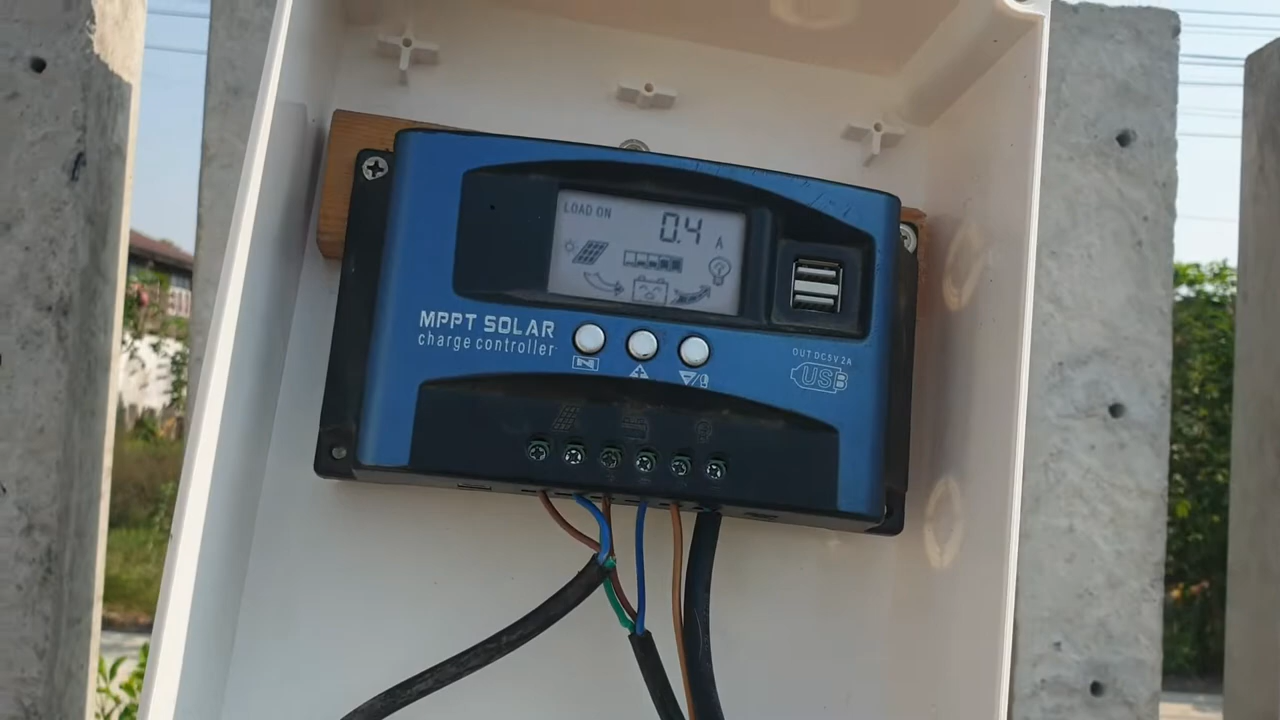 LOAD ON
0.4
A
MPPT SOLAR
charge controller
OUT DC5V 2A
USB